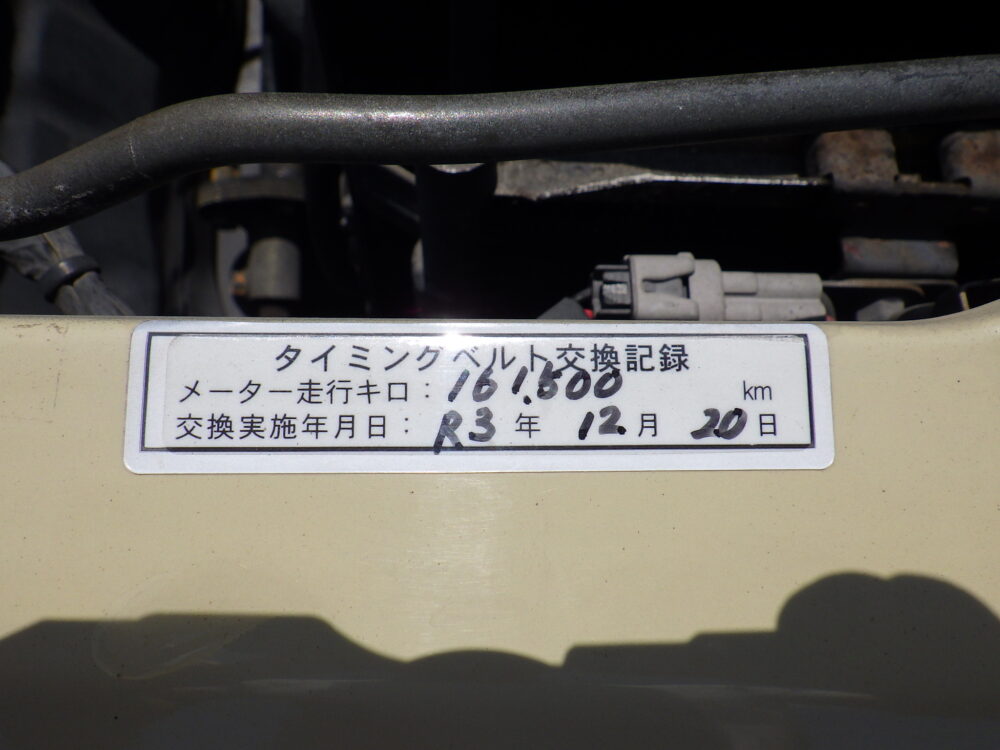 タイミングベルト交換記録
メーター走行キロ：161,500 km
交換実施年月日：R.3 年 12. 月 20 日